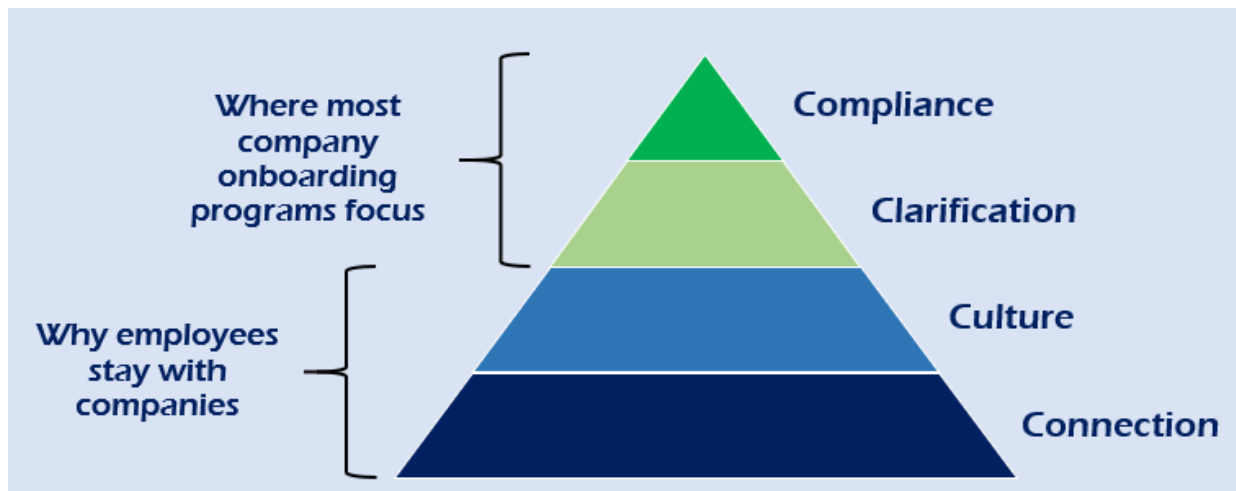 Where most
company
onboarding
programs focus
Compliance
Clarification
Why employees
stay with
companies
Culture
Connection